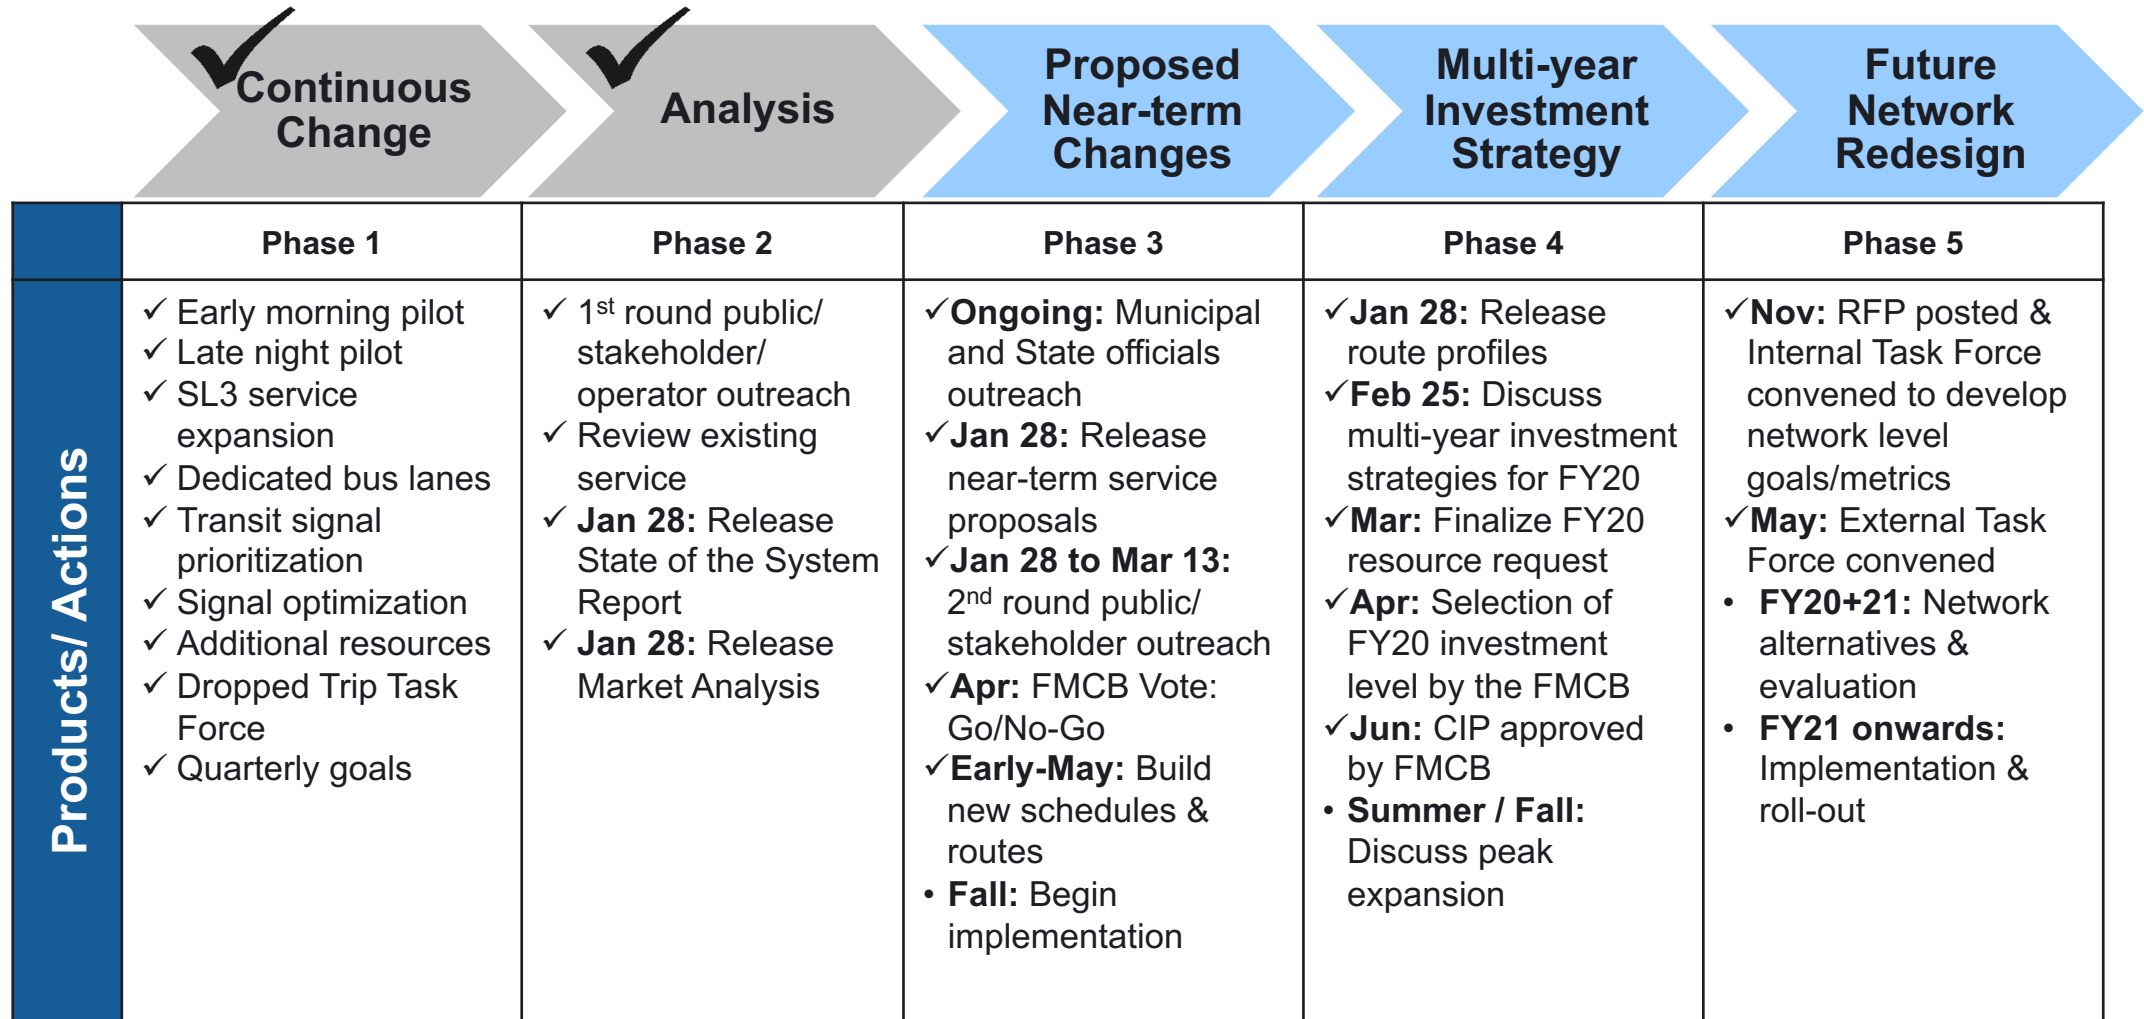 Continuous
Change
Analysis
Proposed
Near-term
Changes
Multi-year
Investment
Strategy
Future
Network
Redesign
Phase 1
Phase 2
Phase 3
Phase 4
Phase 5
Products/ Actions
✓ Early morning pilot
✓ Late night pilot
✓ SL3 service
expansion
✓ Dedicated bus lanes
✓ Transit signal
prioritization
✓ Signal optimization
✓ Additional resources
✓ Dropped Trip Task
Force
✓ Quarterly goals
✓ 1st round public/
stakeholder/
operator outreach
✓ Review existing
service
✓ Jan 28: Release
State of the System
Report
✓ Jan 28: Release
Market Analysis
✓Ongoing: Municipal
and State officials
outreach
✓Jan 28: Release
near-term service
proposals
✓Jan 28 to Mar 13:
2nd round public/
stakeholder outreach
✓Apr: FMCB Vote:
Go/No-Go
✓Early-May: Build
new schedules &
routes
• Fall: Begin
implementation
✓Jan 28: Release
route profiles
✓Feb 25: Discuss
multi-year investment
strategies for FY20
✓Mar: Finalize FY20
resource request
✓Apr: Selection of
FY20 investment
level by the FMCB
✓Jun: CIP approved
by FMCB
• Summer / Fall:
Discuss peak
expansion
✓Nov: RFP posted &
Internal Task Force
convened to develop
network level
goals/metrics
✓May: External Task
Force convened
• FY20+21: Network
alternatives &
evaluation
• FY21 onwards:
Implementation &
roll-out